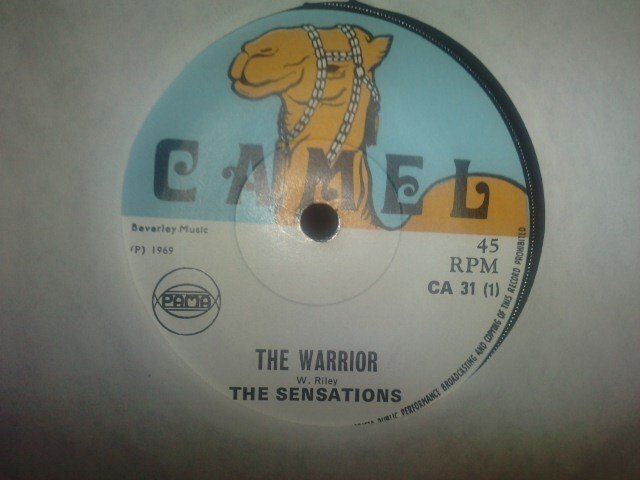 CAMEL
Beverley Music
(P) 1969
45
RPM
CA 31 (1)
PAMA
THE WARRIOR
W. Riley
THE SENSATIONS
PUBLIC PERFORMANCE BROADCASTING AND COPYING OF THIS RECORD PROHIBITED